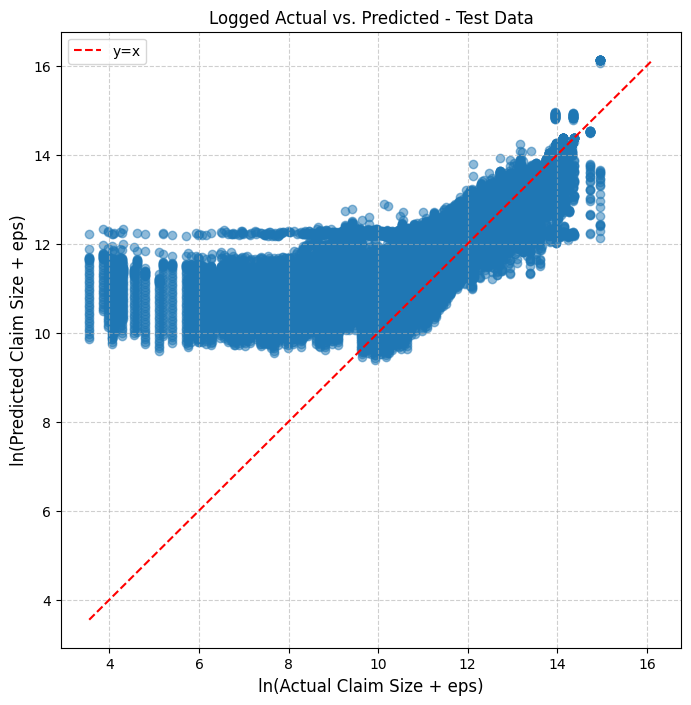 Logged Actual vs. Predicted - Test Data
y=x
16
14
12
10
8
6
4
ln(Predicted Claim Size + eps)
4 6 8 10 12 14 16
ln(Actual Claim Size + eps)